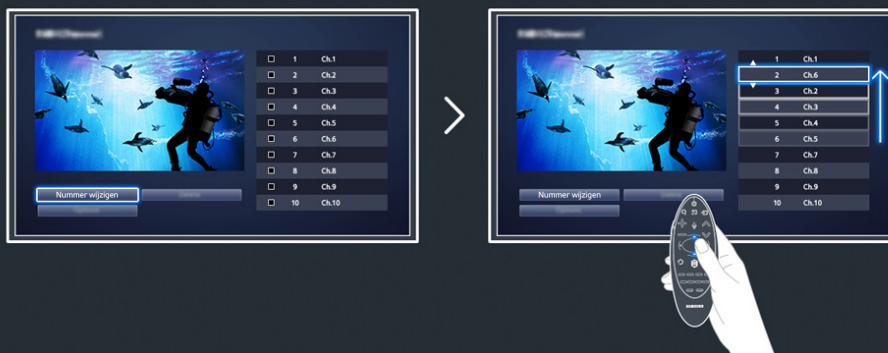 1 Ch.1
2 Ch.2
3 Ch.3
4 Ch.4
5 Ch.5
6 Ch.6
7 Ch.7
8 Ch.8
9 Ch.9
10 Ch.10
Nummer wijzigen
1 Ch.1
2 Ch.6
3 Ch.2
4 Ch.3
5 Ch.4
6 Ch.5
7 Ch.7
8 Ch.8
9 Ch.9
10 Ch.10
Nummer wijzigen